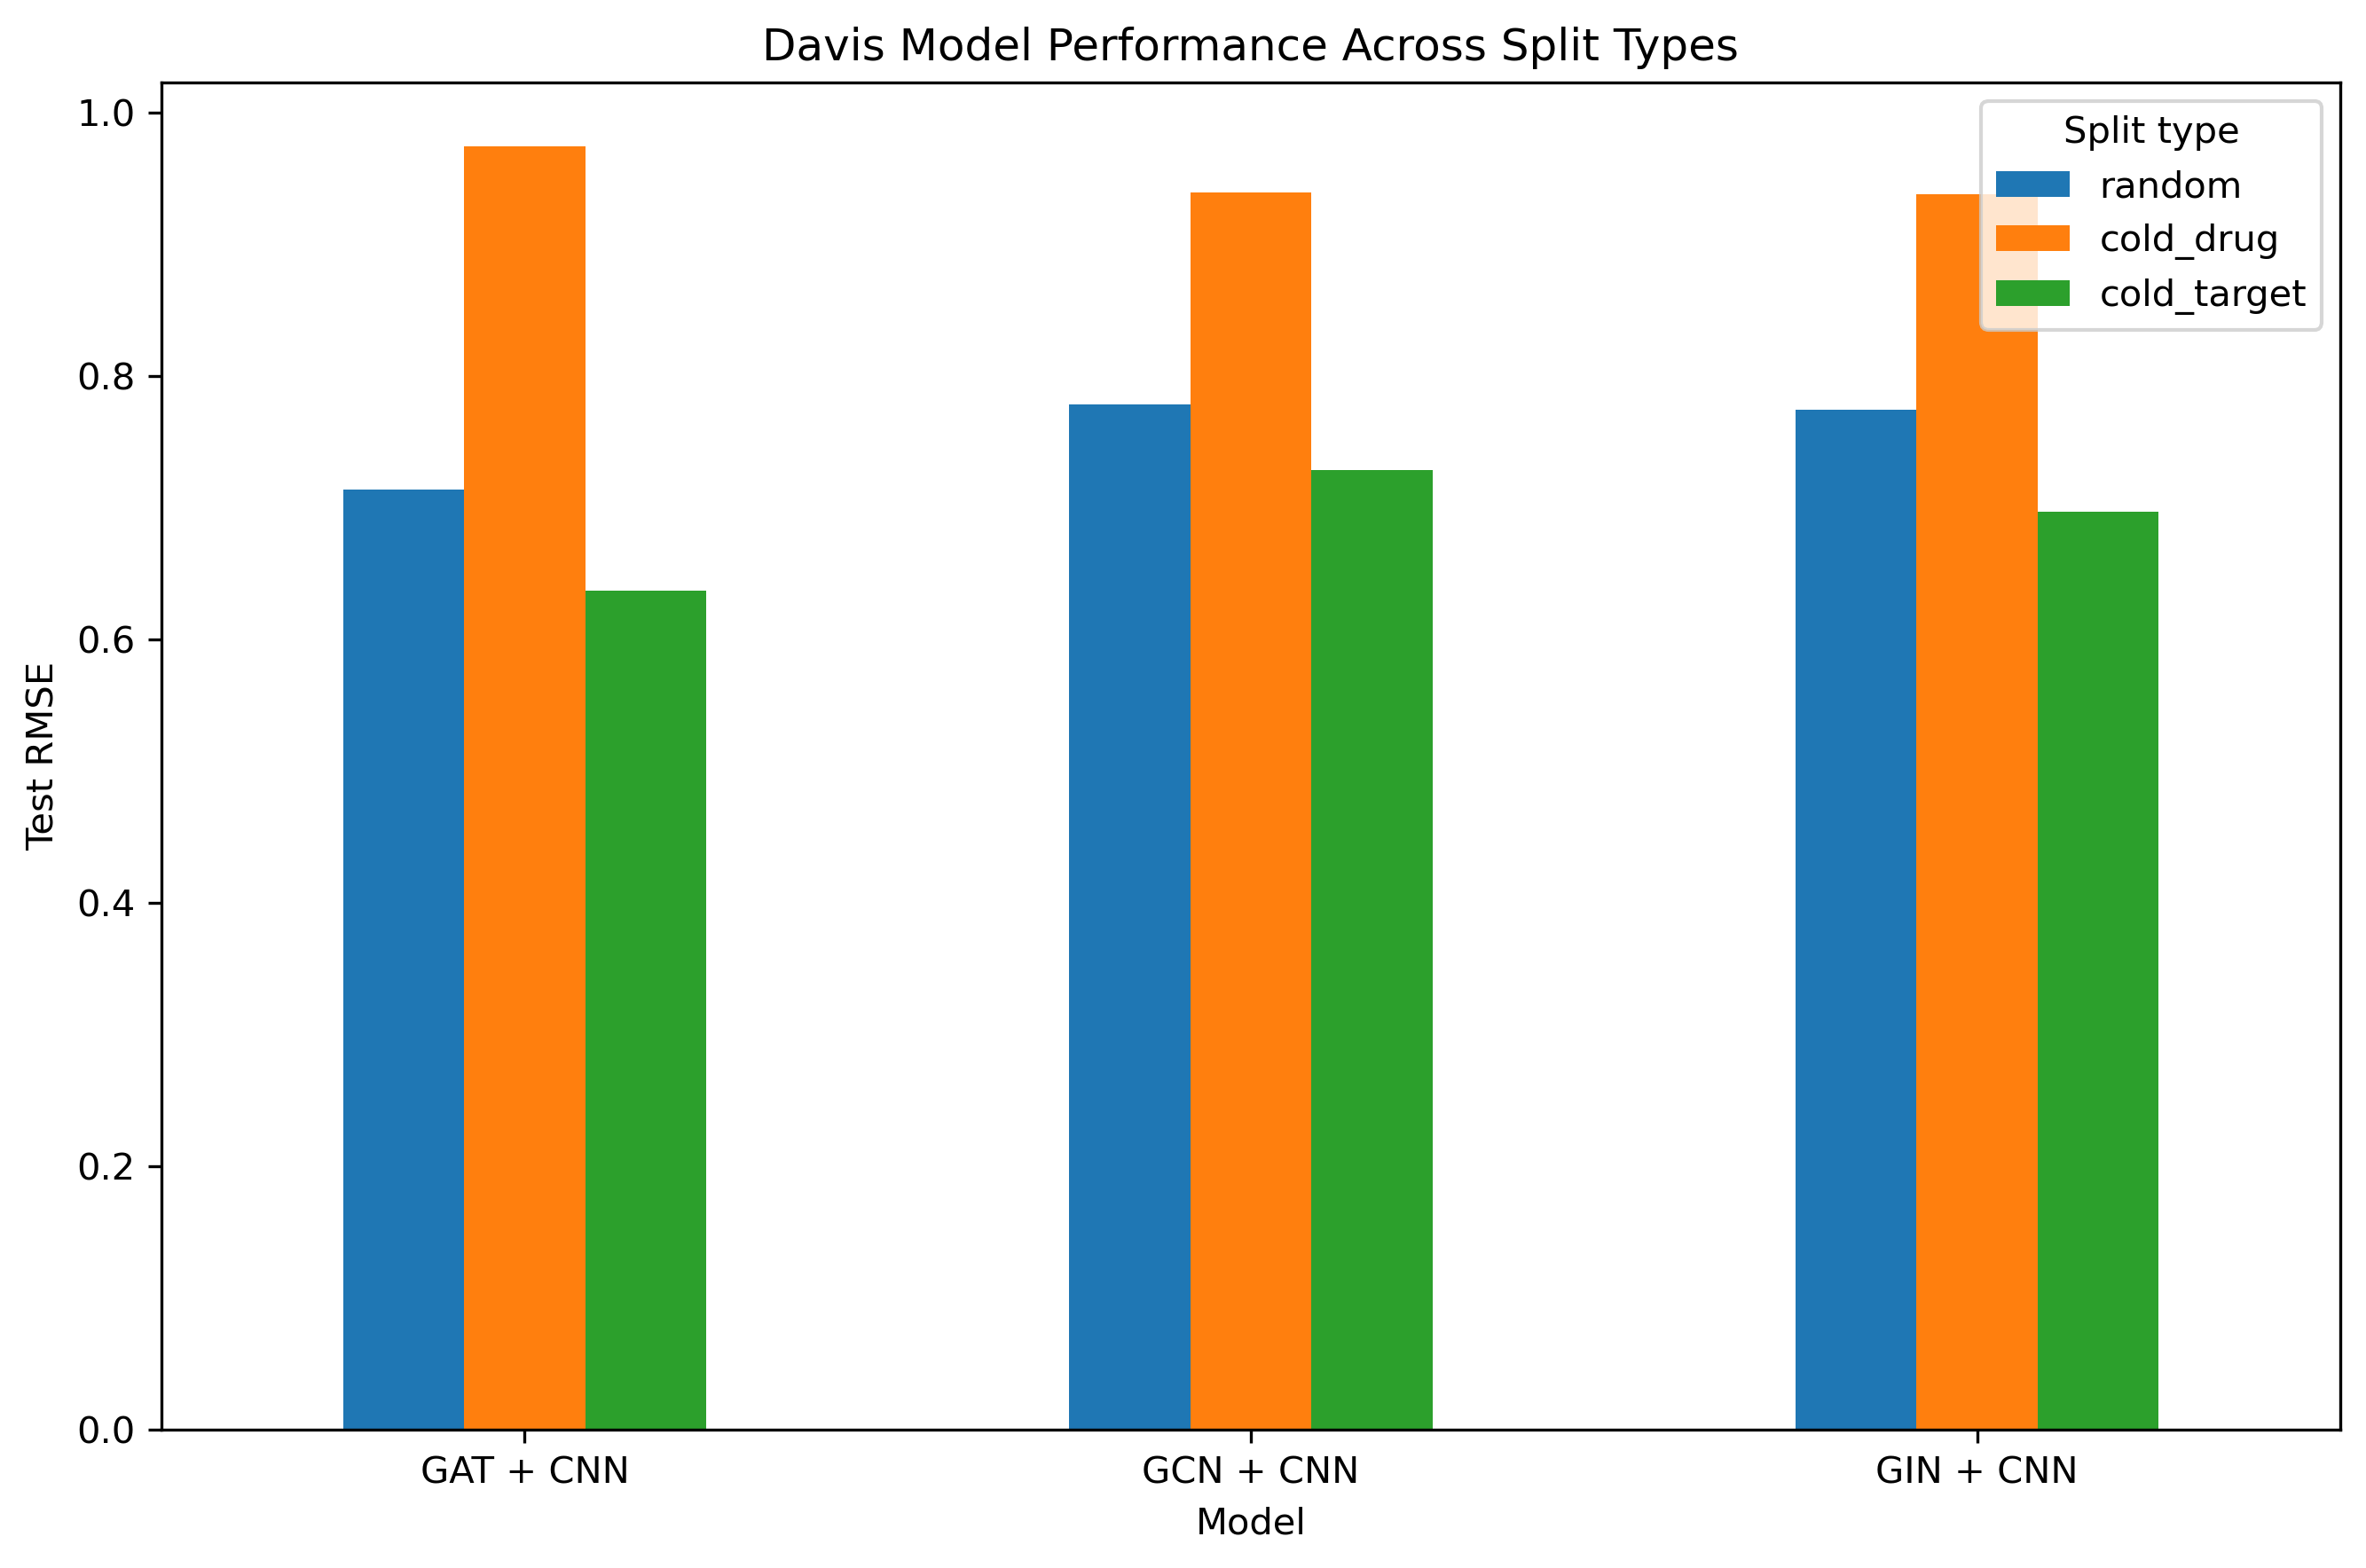 Davis Model Performance Across Split Types
Split type
random
cold_drug
cold_target
Test RMSE
1.0
0.8
0.6
0.4
0.2
0.0
GAT + CNN
GCN + CNN
GIN + CNN
Model